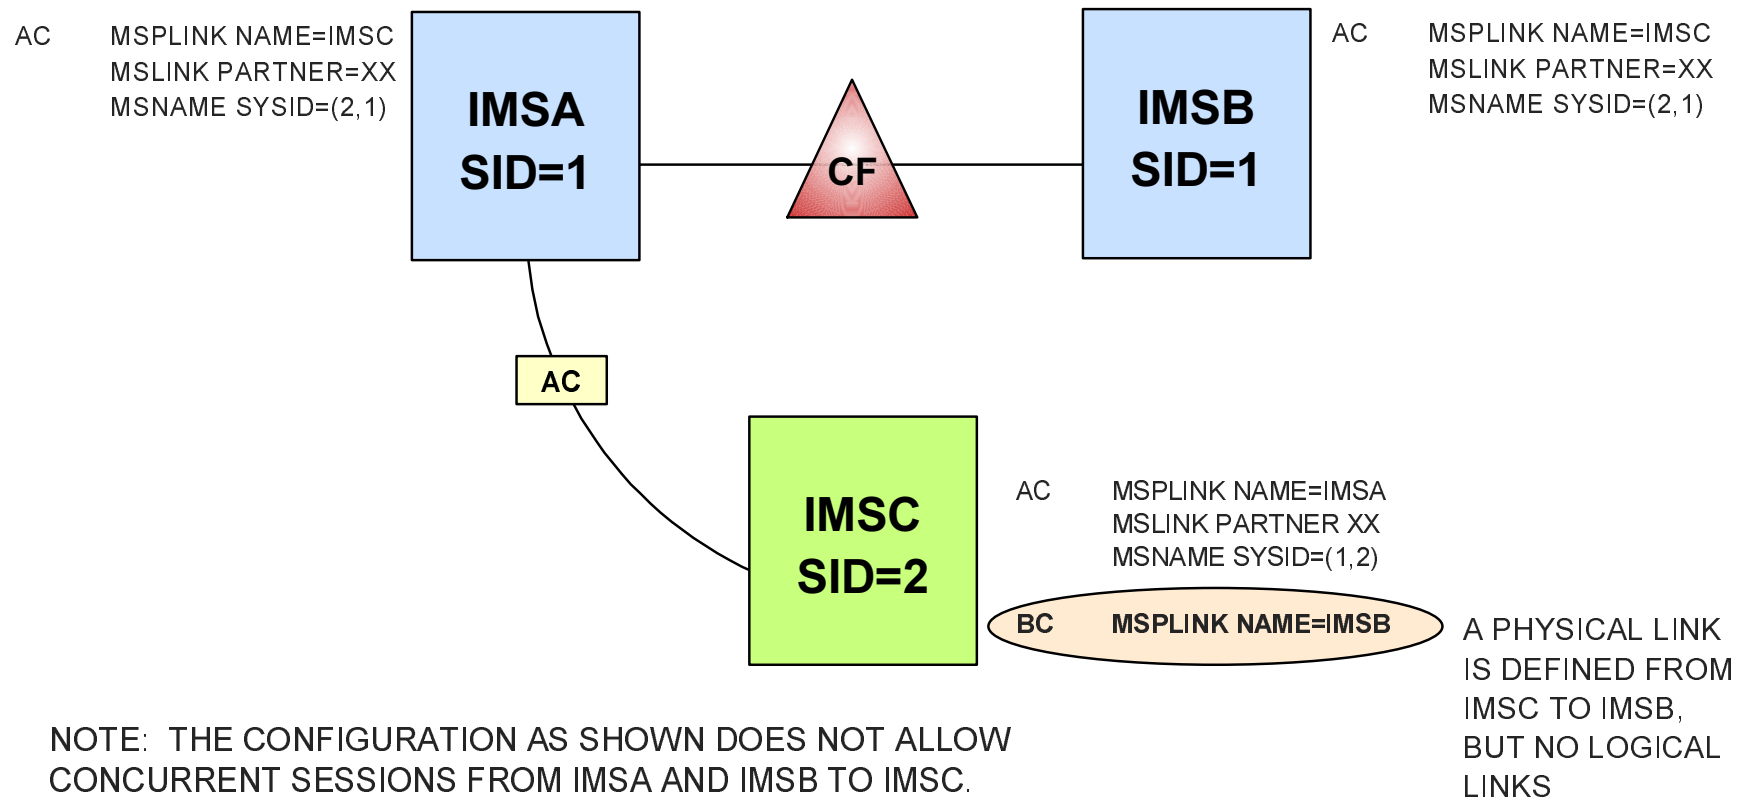 AC MSPLINK NAME=IMSC
MSLINK PARTNER=XX
MSNAME SYSID=(2,1)
IMSA
SID=1
CF
IMSB
SID=1
AC MSPLINK NAME=IMSC
MSLINK PARTNER=XX
MSNAME SYSID=(2,1)
AC
IMSC
SID=2
AC MSPLINK NAME=IMSA
MSLINK PARTNER XX
MSNAME SYSID=(1,2)
BC MSPLINK NAME=IMSB
A PHYSICAL LINK
IS DEFINED FROM
IMSC TO IMSB,
BUT NO LOGICAL
LINKS
NOTE: THE CONFIGURATION AS SHOWN DOES NOT ALLOW
CONCURRENT SESSIONS FROM IMSA AND IMSB TO IMSC.